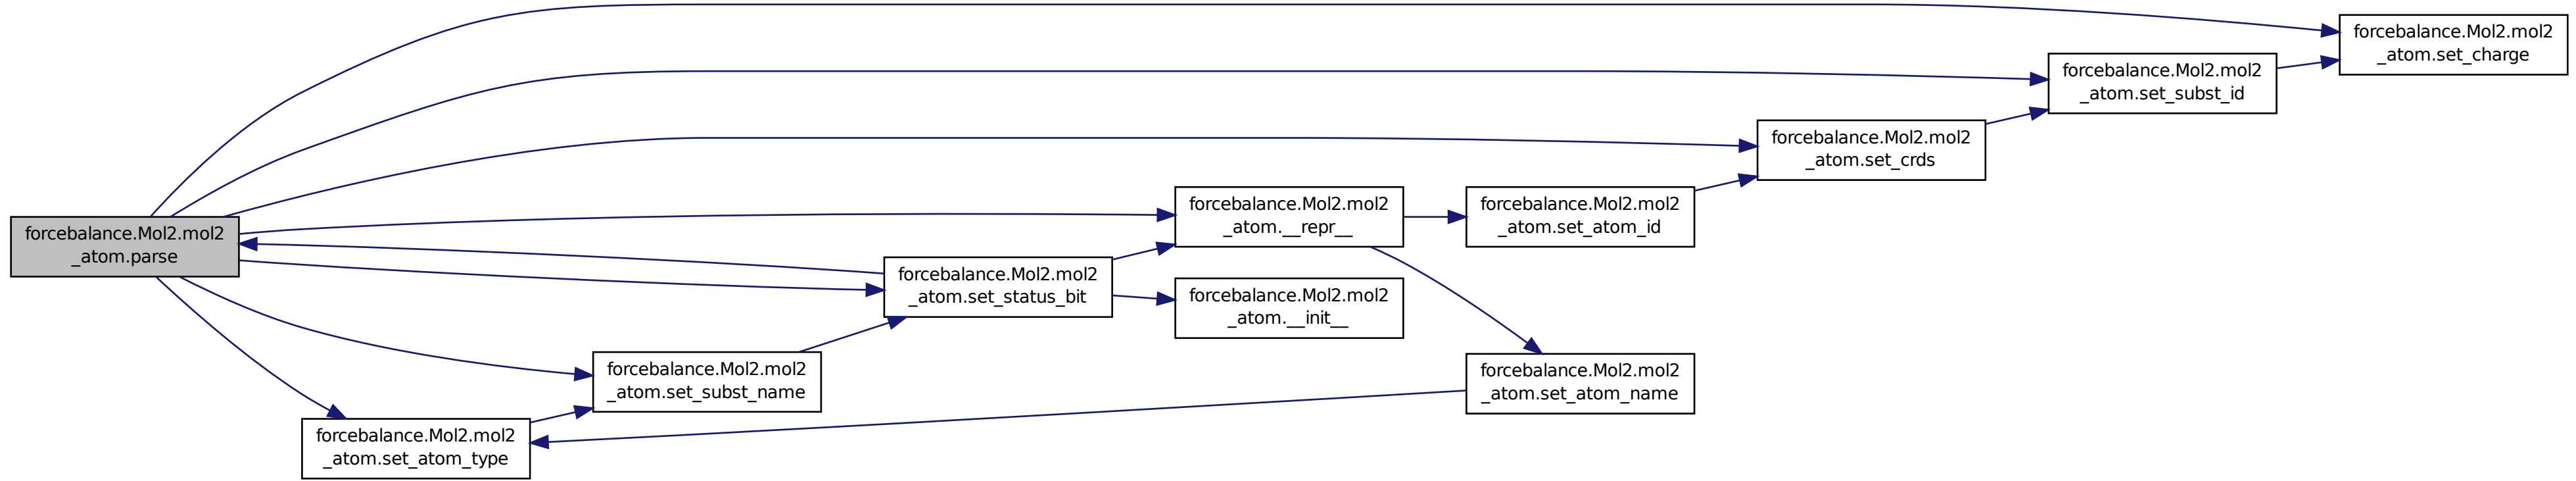 forcebalance.Mol2.mol2
_atom.set_charge
forcebalance.Mol2.mol2
_atom.set_subst_id
forcebalance.Mol2.mol2
_atom.set_crds
forcebalance.Mol2.mol2
_atom.__repr__
forcebalance.Mol2.mol2
_atom.set_atom_id
forcebalance.Mol2.mol2
_atom.parse
forcebalance.Mol2.mol2
_atom.set_status_bit
forcebalance.Mol2.mol2
_atom.__init__
forcebalance.Mol2.mol2
_atom.set_subst_name
forcebalance.Mol2.mol2
_atom.set_atom_name
forcebalance.Mol2.mol2
_atom.set_atom_type